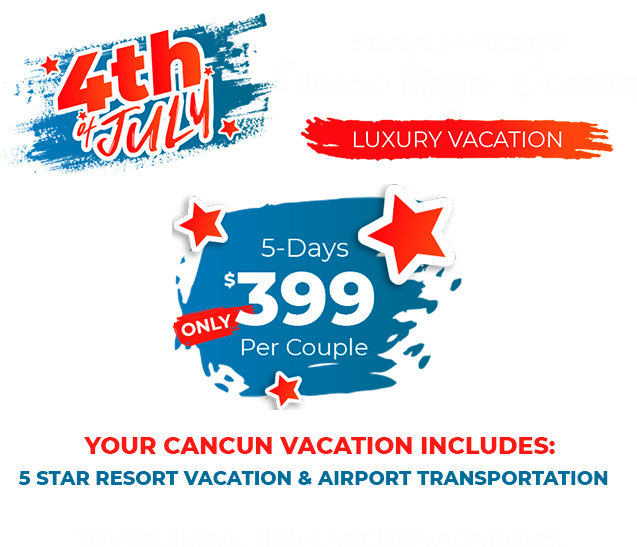 4th
of JULY
LUXURY VACATION
5-Days
$399
ONLY
Per Couple
YOUR CANCUN VACATION INCLUDES:
5 STAR RESORT VACATION & AIRPORT TRANSPORTATION